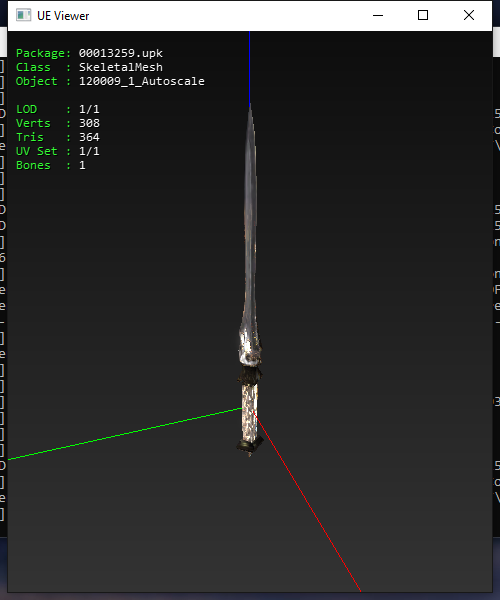 UE Viewer
Package: 00013259.upk
Class : SkeletalMesh
Object : 120009_1_Autoscale
LOD : 1/1
Verts : 308
Tris : 364
UV Set : 1/1
Bones : 1